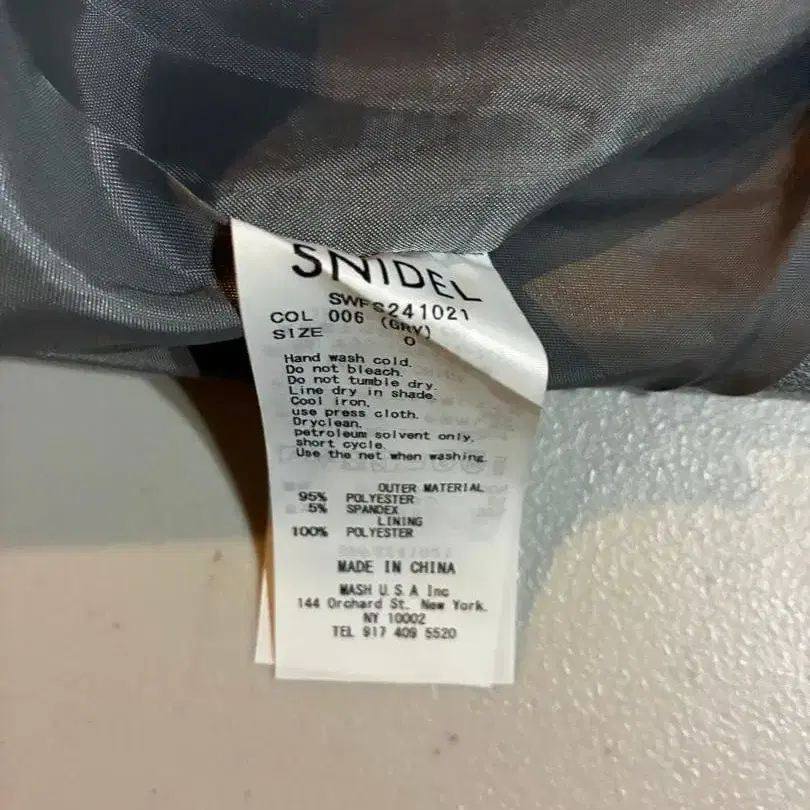 SNIDEL
SWFS241021
COL 006 (GRY)
SIZE 0
Hand wash cold.
Do not bleach.
Do not tumble dry.
Line dry in shade.
Cool iron.
use press cloth.
Dryclean.
petroleum solvent only.
short cycle.
Use the net when washing.
OUTER MATERIAL
95% POLYESTER
5% SPANDEX
LINING
100% POLYESTER
MADE IN CHINA
MASH U.S.A Inc
144 Orchard St. New York.
NY 10002
TEL 917 409 5520